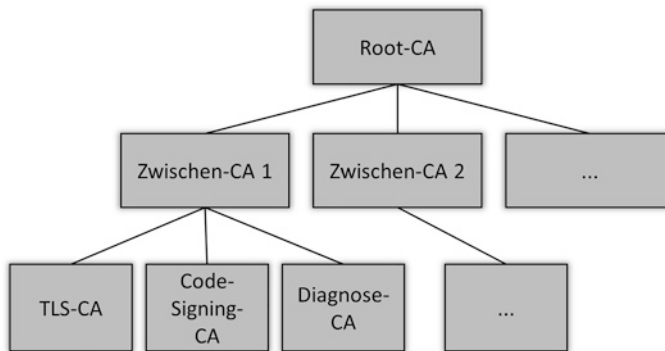 Root-CA
Zwischen-CA 1
Zwischen-CA 2
...
TLS-CA
Code-
Signing-
CA
Diagnose-
CA
...